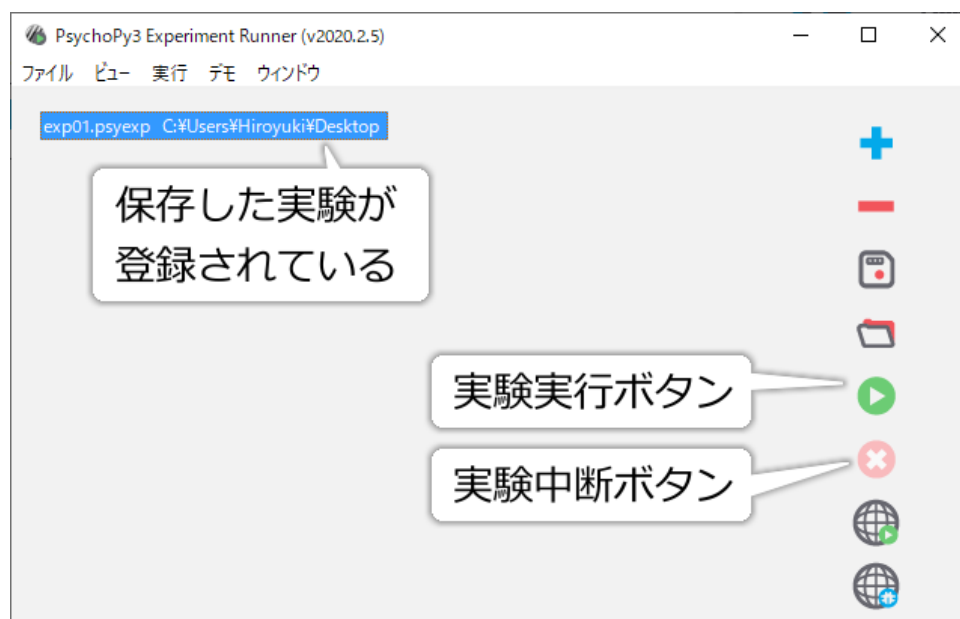 PsychoPy3 Experiment Runner (v2020.2.5)
ファイル ビュー 実行 デモ ウィンドウ
exp01.psyexp C:¥Users¥Hiroyuki¥Desktop
保存した実験が
登録されている
実験実行ボタン
実験中断ボタン